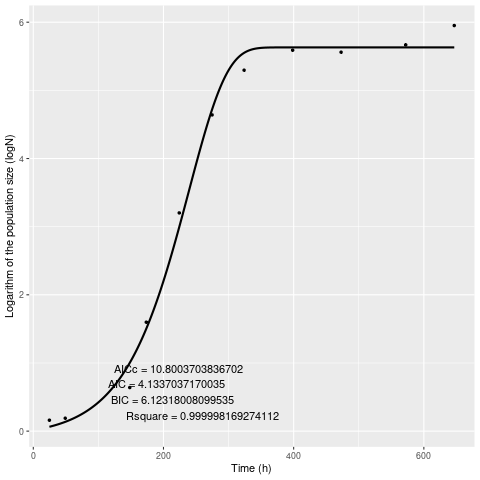 6
4
2
0
Logarithm of the population size (logN)
AICc = 10.8003703836702
AIC = 4.1337037170035
BIC = 6.12318080099535
Rsquare = 0.999998169274112
0
200
400
600
Time (h)